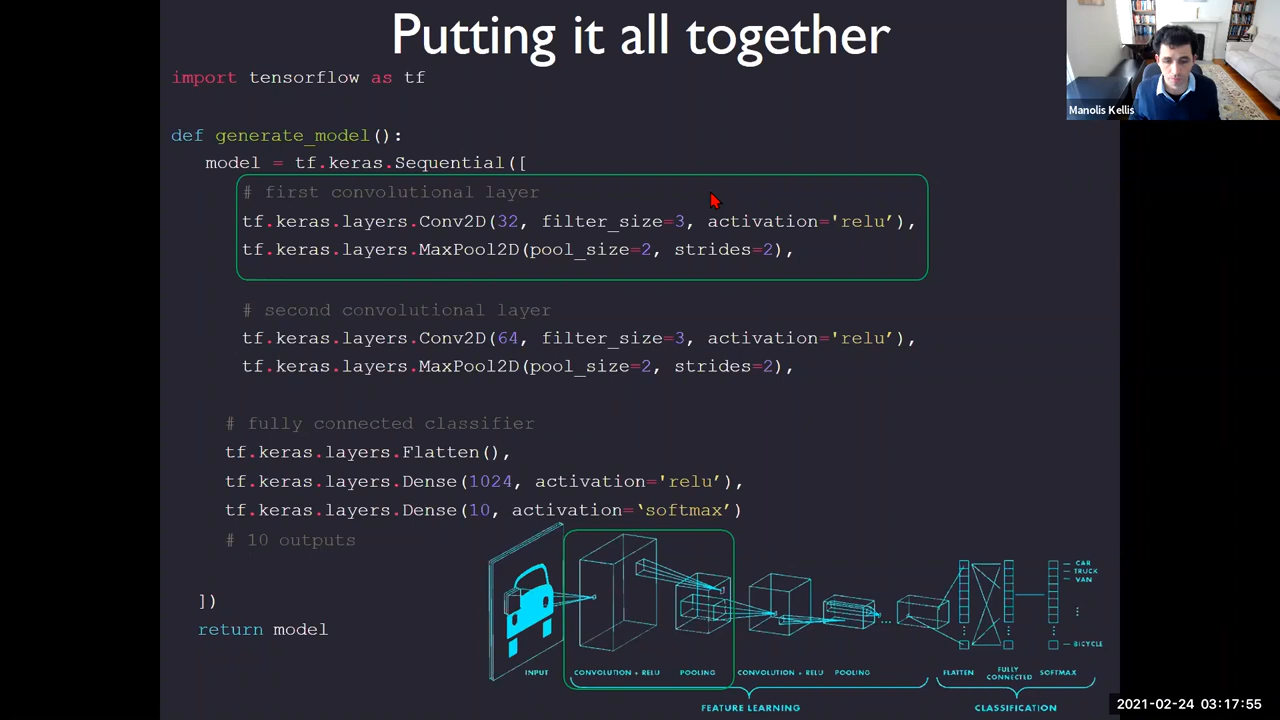 Putting it all together
Manolis Kellis
import tensorflow as tf
def generate_model():
model = tf.keras.Sequential([
# first convolutional layer
tf.keras.layers.Conv2D(32, filter_size=3, activation='relu’),
tf.keras.layers.MaxPool2D(pool_size=2, strides=2),
# second convolutional layer
tf.keras.layers.Conv2D(64, filter_size=3, activation='relu’),
tf.keras.layers.MaxPool2D(pool_size=2, strides=2),
# fully connected classifier
tf.keras.layers.Flatten(),
tf.keras.layers.Dense(1024, activation='relu’),
tf.keras.layers.Dense(10, activation=‘softmax’)
# 10 outputs
])
return model
CAR
TRUCK
VAN
BICYCLE
INPUT CONVOLUTION + RELU POOLING CONVOLUTION + RELU POOLING FLATTEN FULLY CONNECTED SOFTMAX
FEATURE LEARNING CLASSIFICATION
2021-02-24 03:17:55